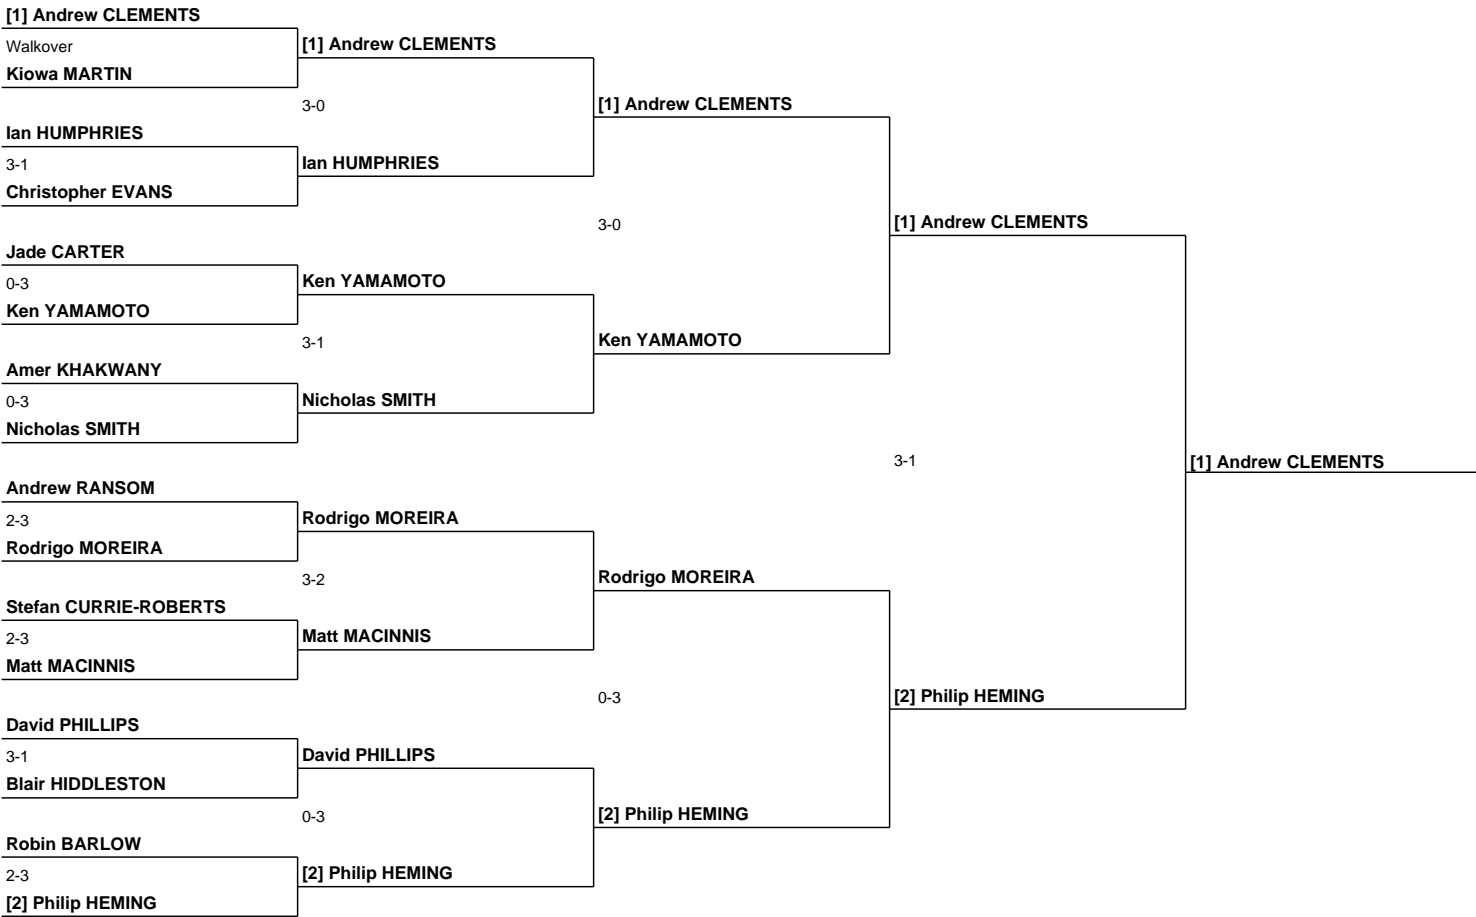 [1] Andrew CLEMENTS
Walkover
Kiowa MARTIN
Ian HUMPHRIES
3-1
Christopher EVANS
Jade CARTER
0-3
Ken YAMAMOTO
Amer KHAKWANY
0-3
Nicholas SMITH
Andrew RANSOM
2-3
Rodrigo MOREIRA
Stefan CURRIE-ROBERTS
2-3
Matt MACINNIS
David PHILLIPS
3-1
Blair HIDDLESTON
Robin BARLOW
2-3
[2] Philip HEMING
[1] Andrew CLEMENTS
3-0
Ian HUMPHRIES
Ken YAMAMOTO
3-1
Nicholas SMITH
Rodrigo MOREIRA
3-2
Matt MACINNIS
David PHILLIPS
0-3
[2] Philip HEMING
[1] Andrew CLEMENTS
3-0
Ken YAMAMOTO
Rodrigo MOREIRA
0-3
[2] Philip HEMING
[1] Andrew CLEMENTS
3-1
[2] Philip HEMING
[1] Andrew CLEMENTS